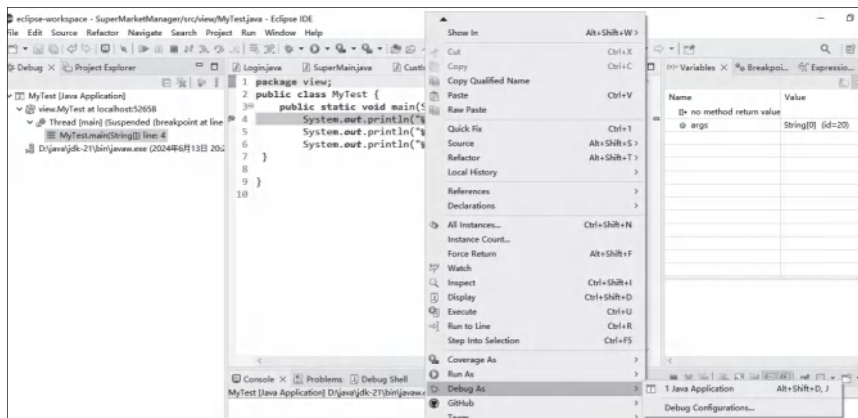 eclipse-workspace - SuperMarketManager/src/view/MyTest.java - Eclipse IDE
File Edit Source Refactor Navigate Search Project Run Window Help
Debug × Project Explorer
MyTest [Java Application]
view.MyTest at localhost:52658
Thread [main] (Suspended (breakpoint at line
MyTest.main(String[]) line: 4
D:\java\jdk-21\bin\javaw.exe (2024年6月13日 20:2
Login.java SuperMain.java
1 package view;
2 public class MyTest {
3 public static void main(S
4 System.out.println("
5 System.out.println("
6 System.out.println("
7 }
8
9 }
10
Show In Alt+Shift+W >
Cut Ctrl+X
Copy Ctrl+C
Copy Qualified Name
Paste Ctrl+V
Raw Paste
Quick Fix Ctrl+1
Source Alt+Shift+S >
Refactor Alt+Shift+T >
Local History >
References >
Declarations >
All Instances... Ctrl+Shift+N
Instance Count...
Force Return Alt+Shift+F
Watch
Inspect Ctrl+Shift+I
Display Ctrl+Shift+D
Execute Ctrl+U
Run to Line Ctrl+R
Step Into Selection Ctrl+F5
Coverage As >
Run As >
Debug As >
GitHub >
Team >
1 Java Application Alt+Shift+D, J
Debug Configurations...
Variables × Breakpoi... Expressio...
Name Value
no method return value
args String[0] (id=20)
Console × Problems Debug Shell
MyTest [Java Application] D:\java\jdk-21\bin\javaw.e